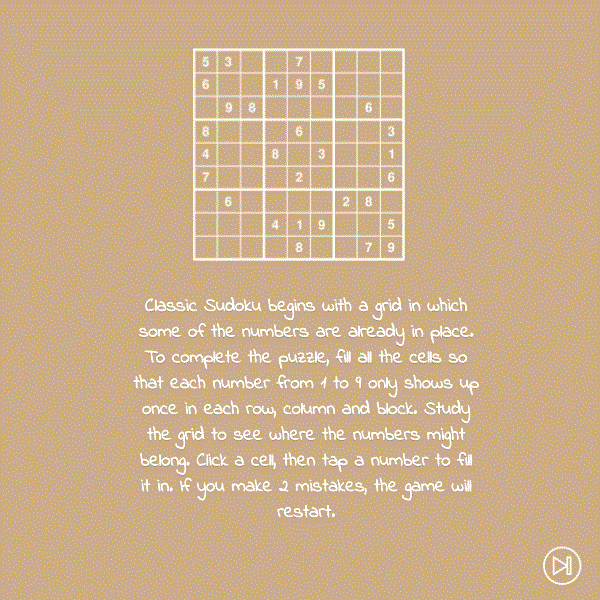 5 3 7
6 1 9 5
9 8 6
8 6 3
4 8 3 1
7 2 6
6 2 8
4 1 9 5
8 7 9
Classic Sudoku begins with a grid in which
some of the numbers are already in place.
To complete the puzzle, fill all the cells so
that each number from 1 to 9 only shows up
once in each row, column and block. Study
the grid to see where the numbers might
belong. Click a cell, then tap a number to fill
it in. If you make 2 mistakes, the game will
restart.